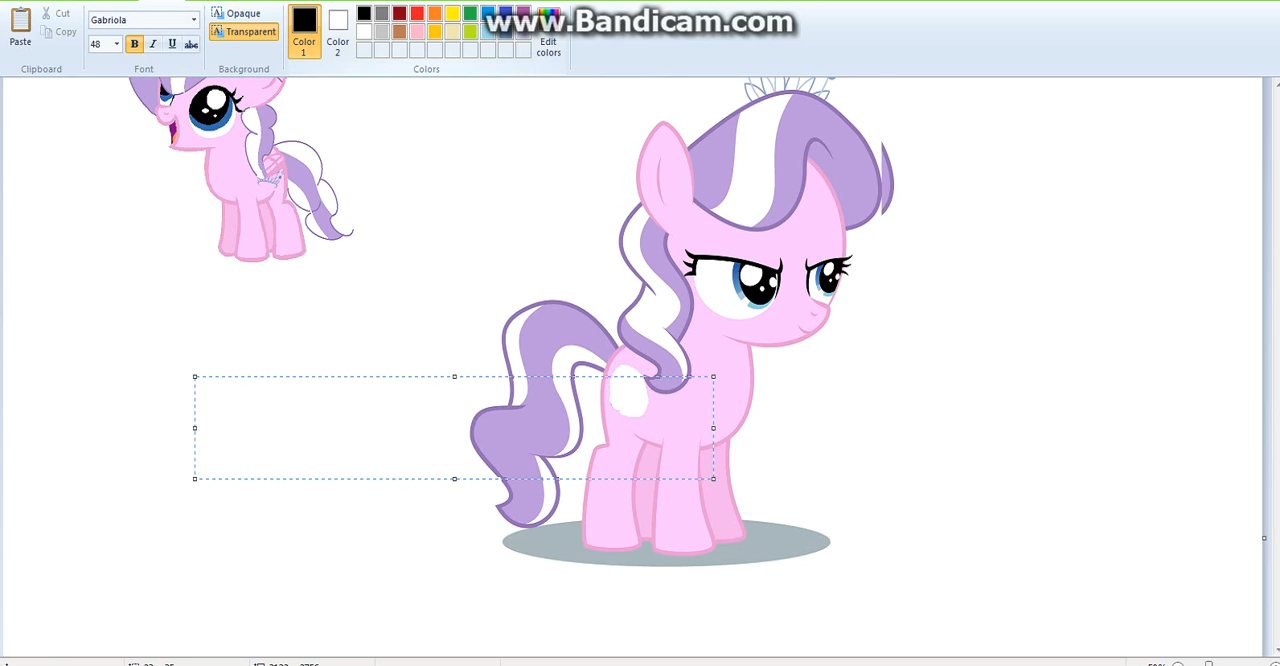 www.Bandicam.com
Paste
Cut
Copy
Clipboard
Gabriola
48
B I U abc
Font
Opaque
Transparent
Background
Color 1
Color 2
Edit colors
Colors